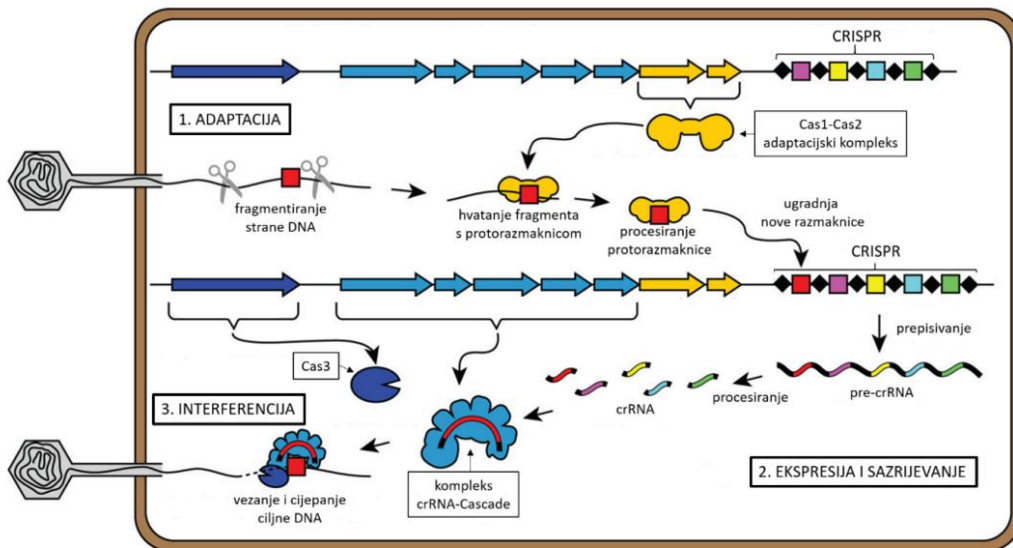 CRISPR
1. ADAPTACIJA
Cas1-Cas2
adaptacijski kompleks
fragmentiranje
strane DNA
hvatanje fragmenta
s protorazmaknicom
procesiranje
protorazmaknice
ugradnja
nove razmaknice
CRISPR
prepisivanje
Cas3
crRNA
procesiranje
pre-crRNA
3. INTERFERENCIJA
vezanje i cijepanje
ciljne DNA
kompleks
crRNA-Cascade
2. EKSPRESIJA I SAZRIJEVANJE